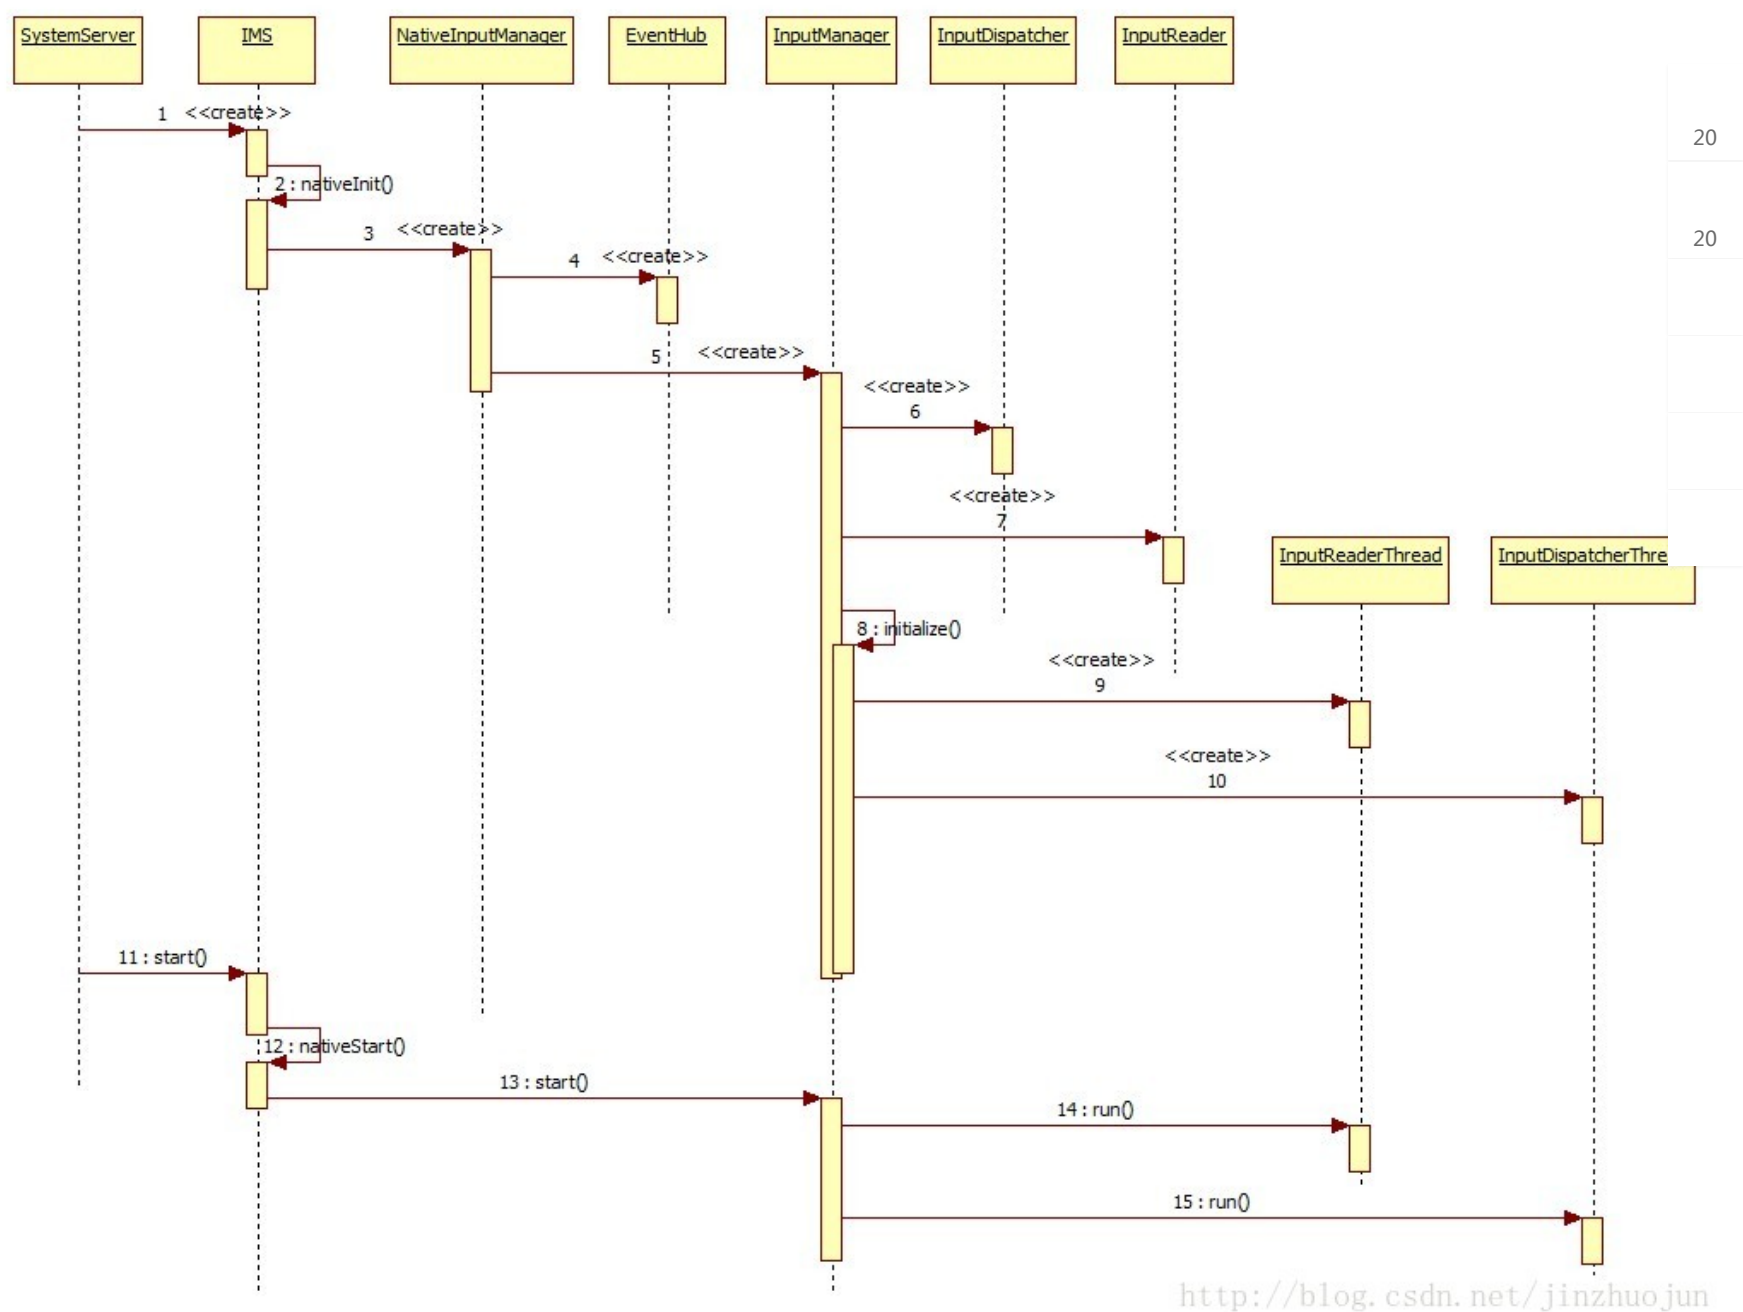 SystemServer
IMS
NativeInputManager
EventHub
InputManager
InputDispatcher
InputReader
1 <<create>>
20
2 : nativeInit()
3 <<create>>
20
4 <<create>>
5 <<create>>
<<create>>
6
<<create>>
7
InputReaderThread
InputDispatcherThre
8 : initialize()
<<create>>
9
<<create>>
10
11 : start()
12 : nativeStart()
13 : start()
14 : run()
15 : run()
http://blog.csdn.net/jinzhuojun